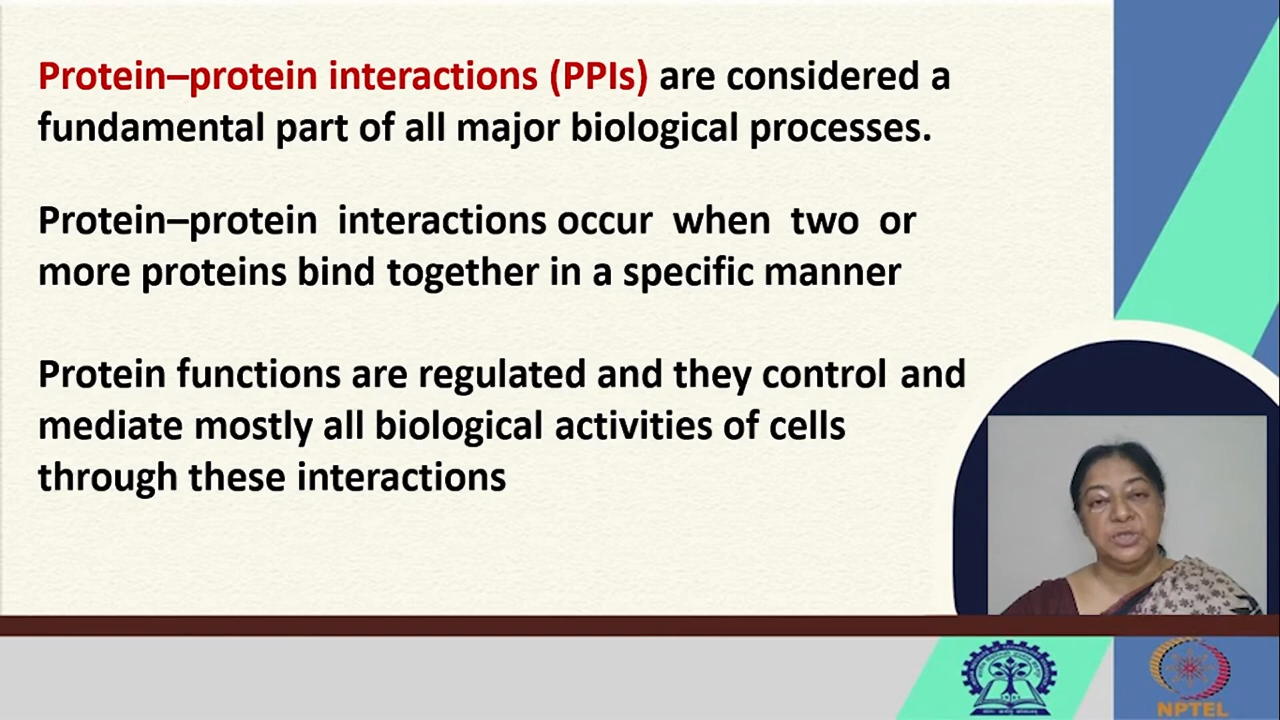 Protein–protein interactions (PPIs) are considered a
fundamental part of all major biological processes.
Protein–protein interactions occur when two or
more proteins bind together in a specific manner
Protein functions are regulated and they control and
mediate mostly all biological activities of cells
through these interactions
NPTEL